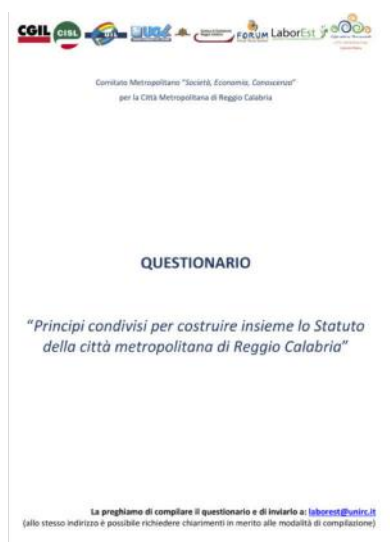 CGIL CISL UIL UGL FORUM LaborEst
Comitato Metropolitano "Società, Economia, Conoscenza"
per la Città Metropolitana di Reggio Calabria
QUESTIONARIO
"Principi condivisi per costruire insieme lo Statuto
della città metropolitana di Reggio Calabria"
La preghiamo di compilare il questionario e di inviarlo a: laborest@unirc.it
(allo stesso indirizzo è possibile richiedere chiarimenti in merito alle modalità di compilazione)